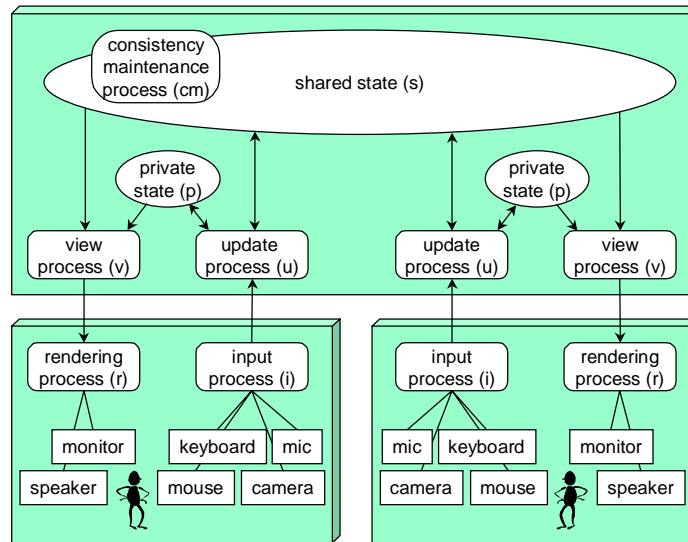 consistency
maintenance
process (cm)
shared state (s)
private
state (p)
private
state (p)
view
process (v)
update
process (u)
update
process (u)
view
process (v)
rendering
process (r)
input
process (i)
input
process (i)
rendering
process (r)
monitor
keyboard
mic
mic
keyboard
monitor
speaker
mouse
camera
camera
mouse
speaker